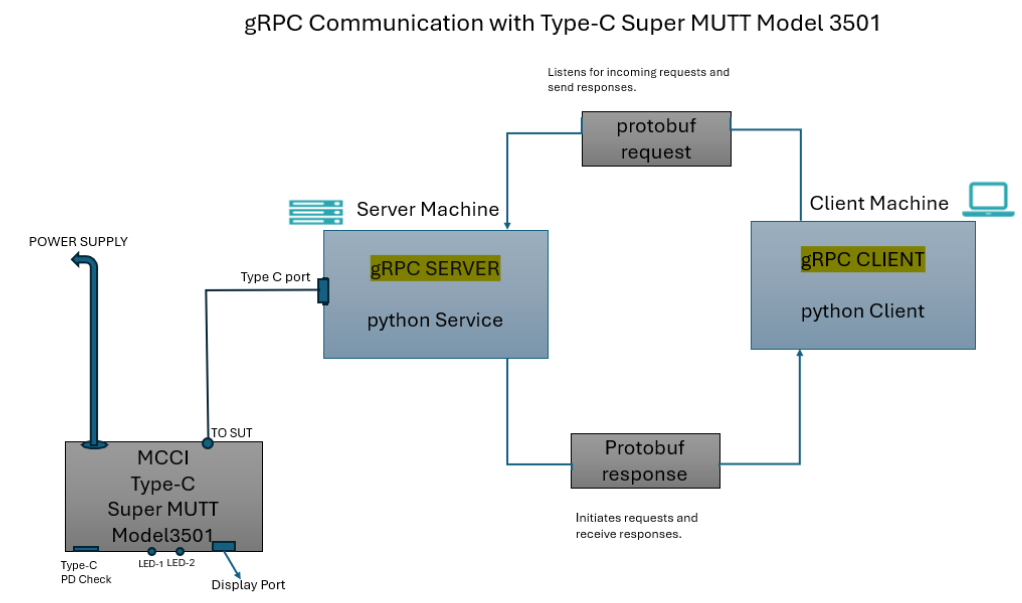 gRPC Communication with Type-C Super MUTT Model 3501
Listens for incoming requests and
send responses.
protobuf
request
Server Machine
Client Machine
POWER SUPPLY
Type C port
gRPC SERVER
python Service
gRPC CLIENT
python Client
TO SUT
MCCI
Type-C
Super MUTT
Model3501
Protobuf
response
Initiates requests and
receive responses.
Type-C
PD Check
LED-1
LED-2
Display Port